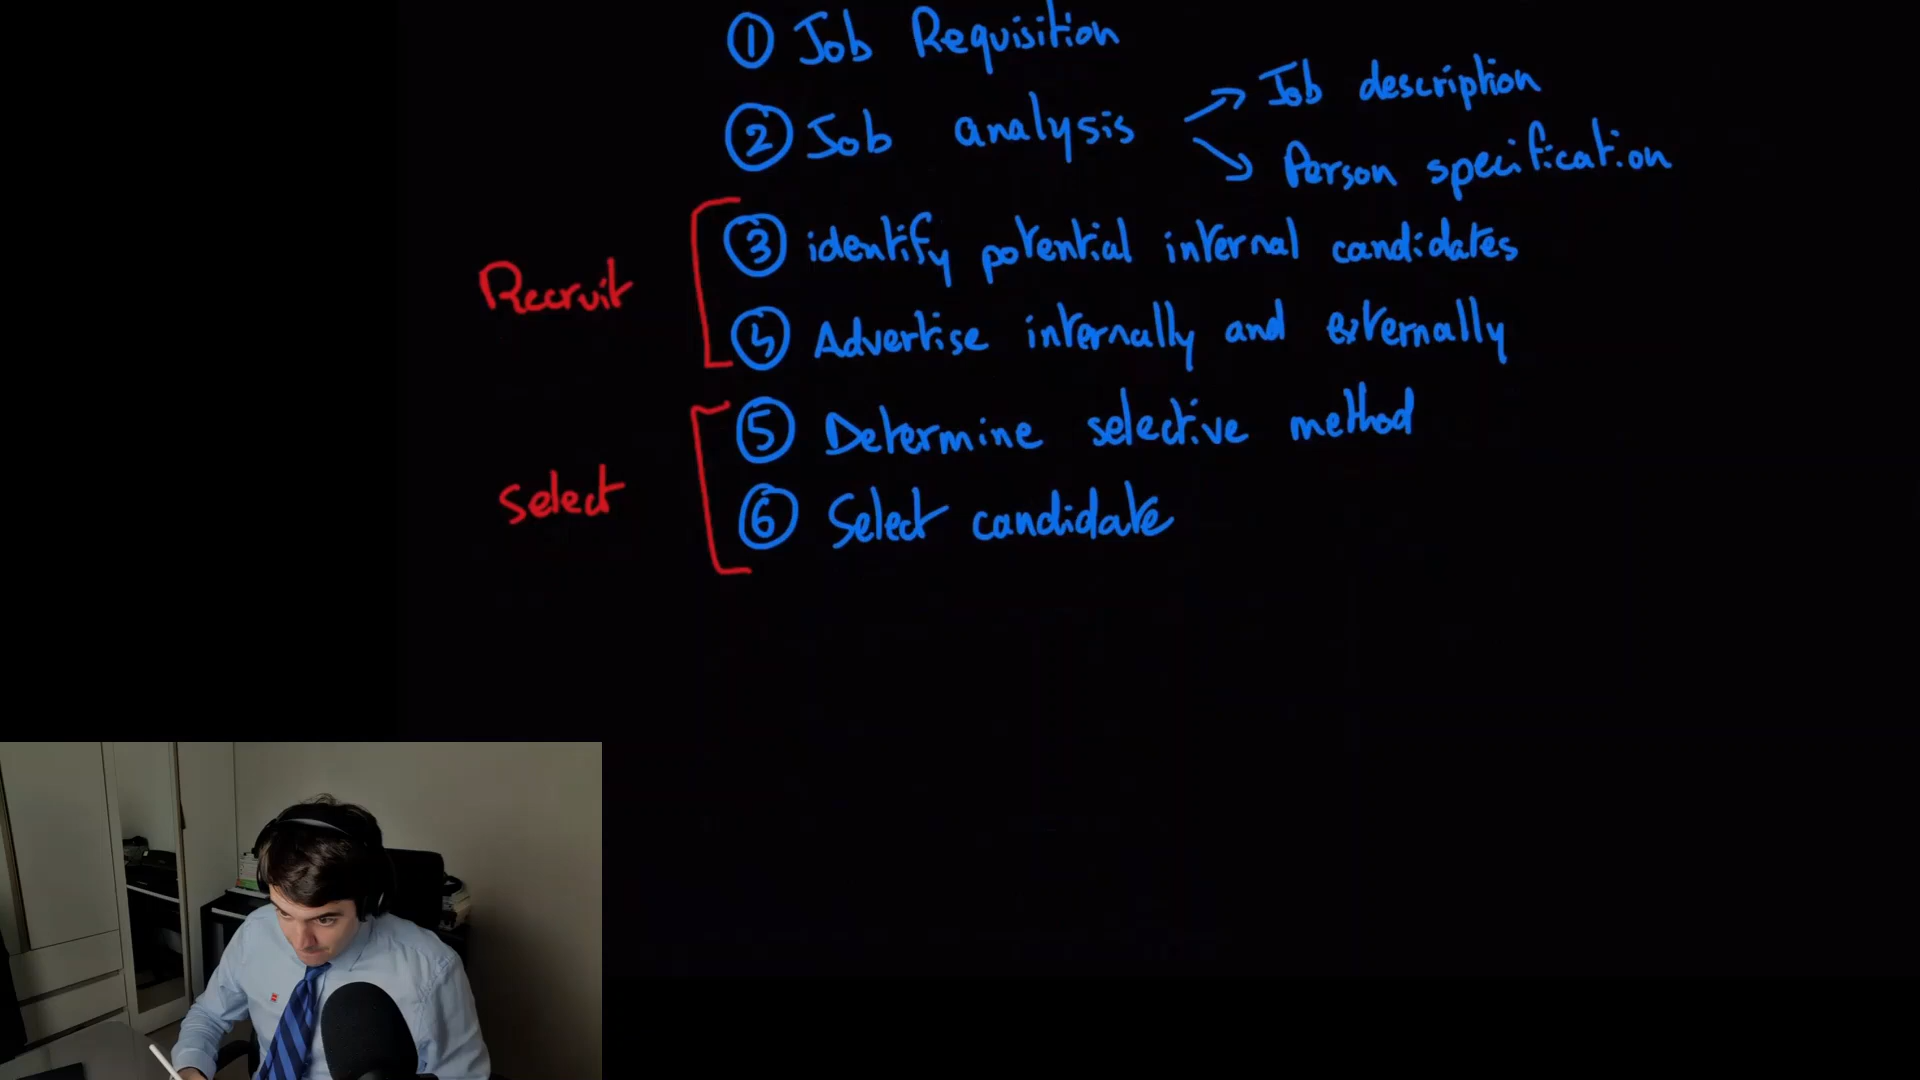 ① Job Requisition
② Job analysis
Job description
Person specification
Recruit
③ identify potential internal candidates
④ Advertise internally and externally
Select
⑤ Determine selective method
⑥ Select candidate